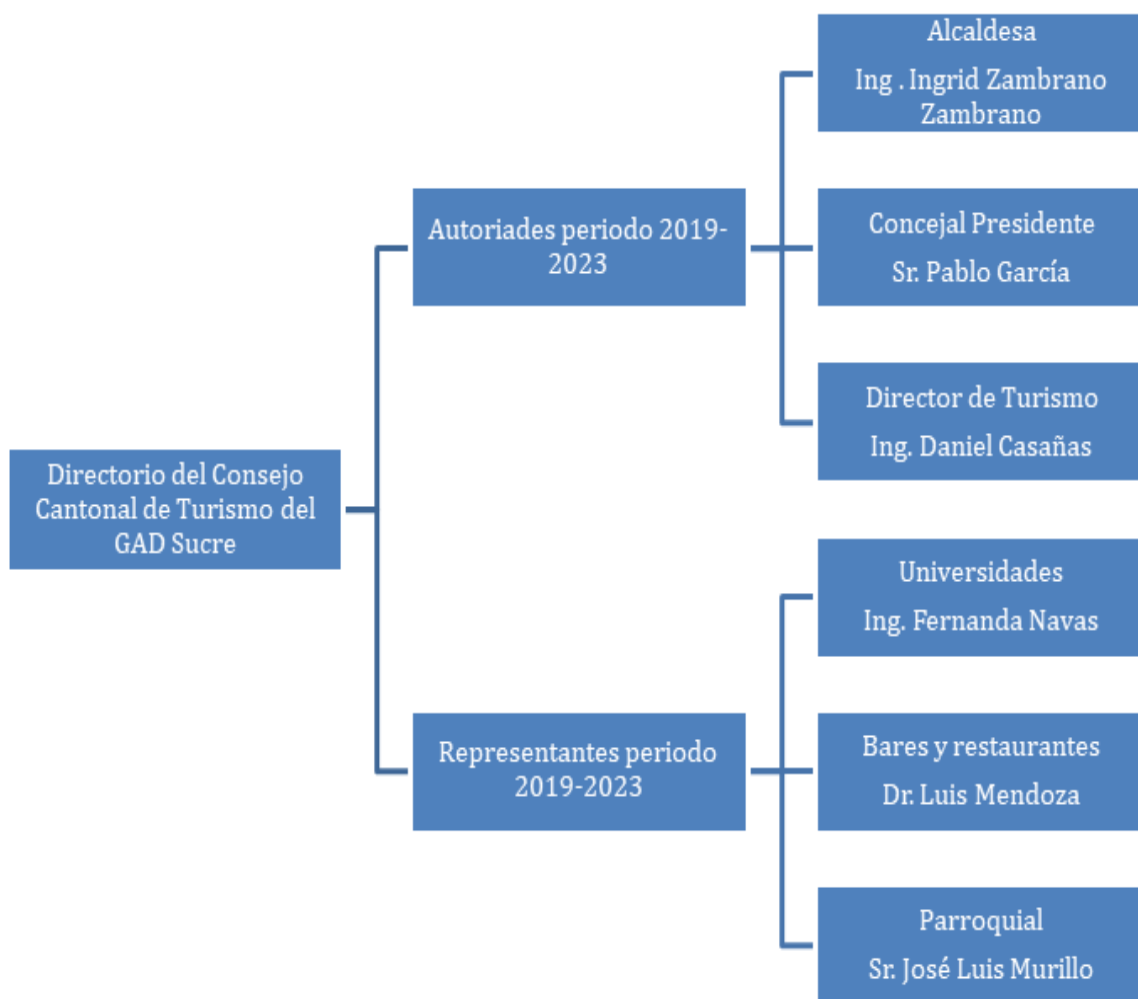 Alcaldesa
Ing . Ingrid Zambrano
Zambrano
Autoriades periodo 2019-
2023
Concejal Presidente
Sr. Pablo García
Director de Turismo
Ing. Daniel Casañas
Directorio del Consejo
Cantonal de Turismo del
GAD Sucre
Universidades
Ing. Fernanda Navas
Representantes periodo
2019-2023
Bares y restaurantes
Dr. Luis Mendoza
Parroquial
Sr. José Luis Murillo